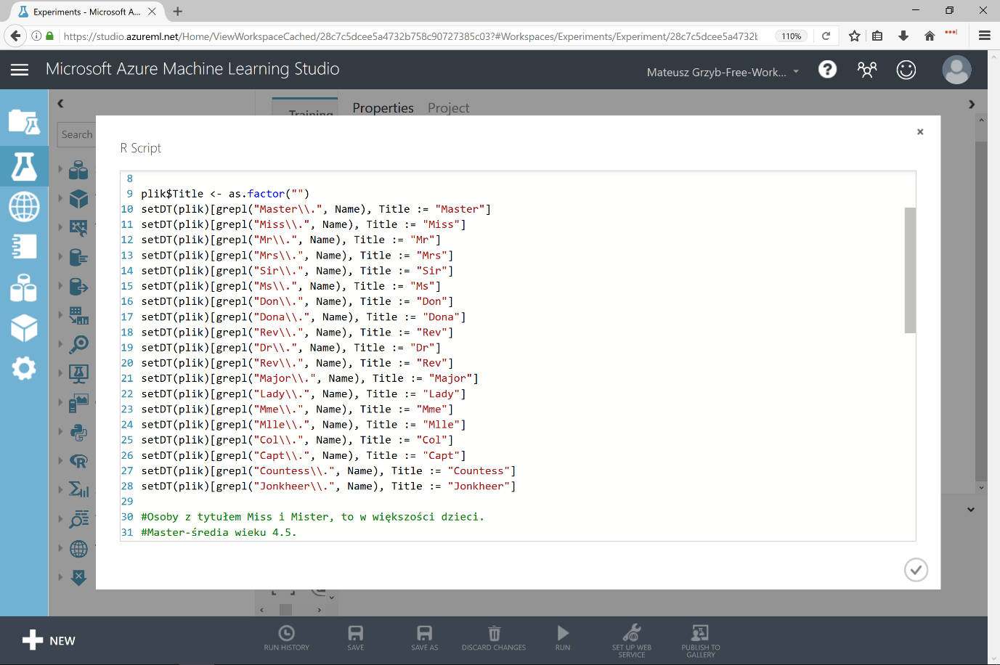 Experiments - Microsoft A...
https://studio.azureml.net/Home/ViewWorkspaceCached/28c7c5dcee5a4732b758c90727385c03?#Workspaces/Experiments/Experiment/28c7c5dcee5a4732b
110%
Microsoft Azure Machine Learning Studio
Mateusz Grzyb-Free-Work...
Training
Properties
Project
Search
R Script
8
9 plik$Title <- as.factor("")
10 setDT(plik)[grepl("Master\\.", Name), Title := "Master"]
11 setDT(plik)[grepl("Miss\\.", Name), Title := "Miss"]
12 setDT(plik)[grepl("Mr\\.", Name), Title := "Mr"]
13 setDT(plik)[grepl("Mrs\\.", Name), Title := "Mrs"]
14 setDT(plik)[grepl("Sir\\.", Name), Title := "Sir"]
15 setDT(plik)[grepl("Ms\\.", Name), Title := "Ms"]
16 setDT(plik)[grepl("Don\\.", Name), Title := "Don"]
17 setDT(plik)[grepl("Dona\\.", Name), Title := "Dona"]
18 setDT(plik)[grepl("Rev\\.", Name), Title := "Rev"]
19 setDT(plik)[grepl("Dr\\.", Name), Title := "Dr"]
20 setDT(plik)[grepl("Rev\\.", Name), Title := "Rev"]
21 setDT(plik)[grepl("Major\\.", Name), Title := "Major"]
22 setDT(plik)[grepl("Lady\\.", Name), Title := "Lady"]
23 setDT(plik)[grepl("Mme\\.", Name), Title := "Mme"]
24 setDT(plik)[grepl("Mlle\\.", Name), Title := "Mlle"]
25 setDT(plik)[grepl("Col\\.", Name), Title := "Col"]
26 setDT(plik)[grepl("Capt\\.", Name), Title := "Capt"]
27 setDT(plik)[grepl("Countess\\.", Name), Title := "Countess"]
28 setDT(plik)[grepl("Jonkheer\\.", Name), Title := "Jonkheer"]
29
30 #Osoby z tytułem Miss i Mister, to w większości dzieci.
31 #Master-średia wieku 4.5.
NEW
RUN HISTORY
SAVE
SAVE AS
DISCARD CHANGES
RUN
SET UP WEB SERVICE
PUBLISH TO GALLERY